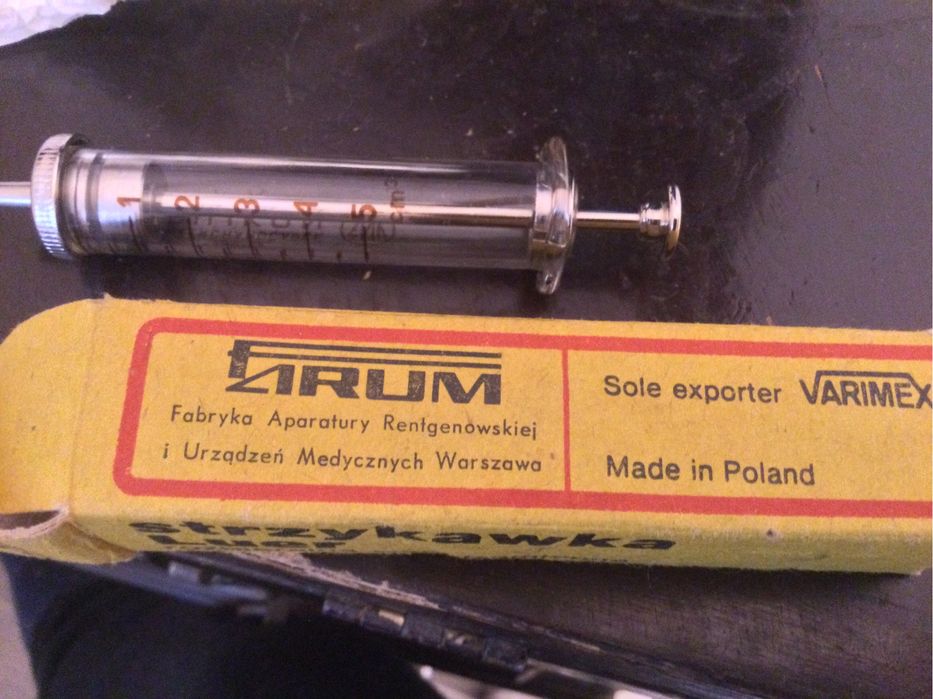 1 2 3 4 5 cm³
FARUM
Fabryka Aparatury Rentgenowskiej
i Urządzeń Medycznych Warszawa
Sole exporter VARIMEX
Made in Poland
strzykawka